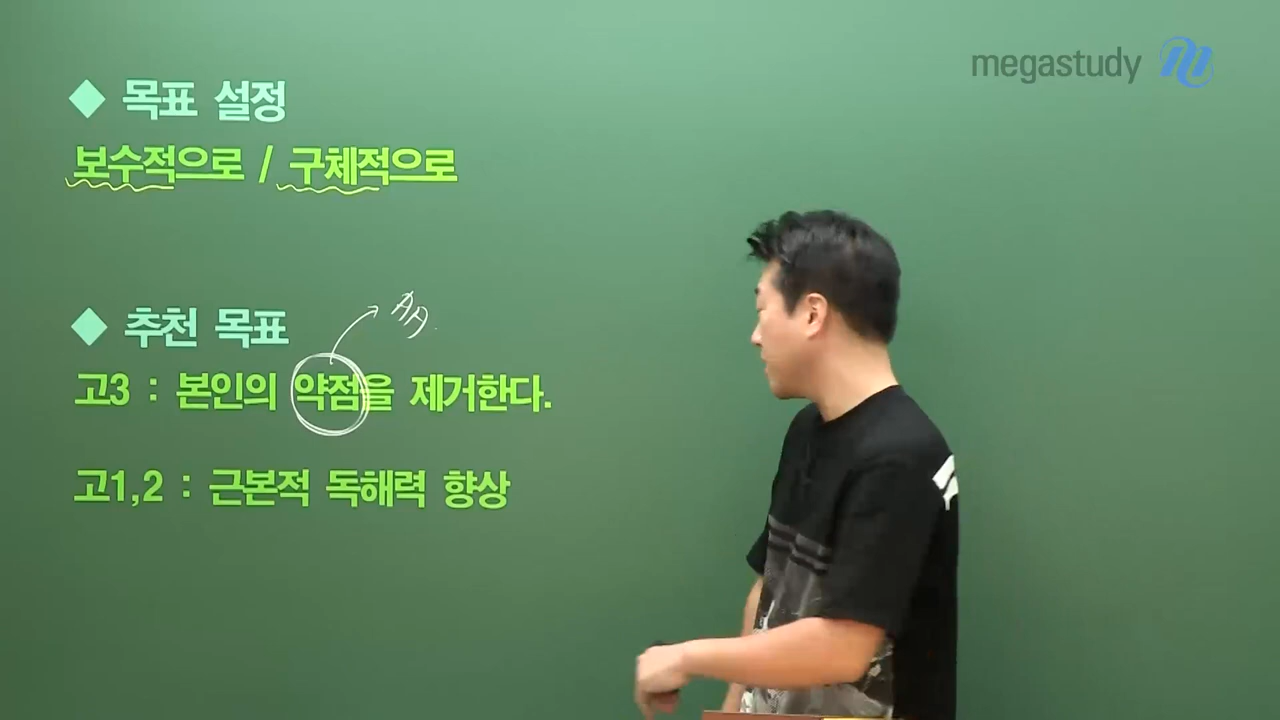 megastudy
◆ 목표 설정
보수적으로 / 구체적으로
◆ 추천 목표
고3 : 본인의 약점을 제거한다.
고1,2 : 근본적 독해력 향상